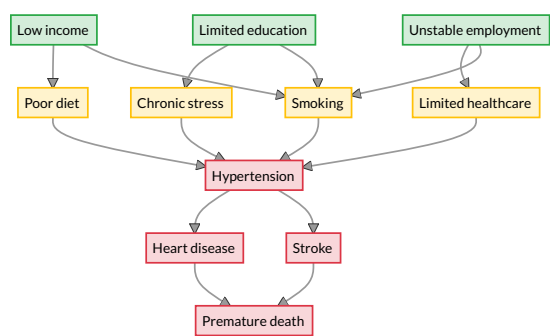 Low income
Limited education
Unstable employment
Poor diet
Chronic stress
Smoking
Limited healthcare
Hypertension
Heart disease
Stroke
Premature death